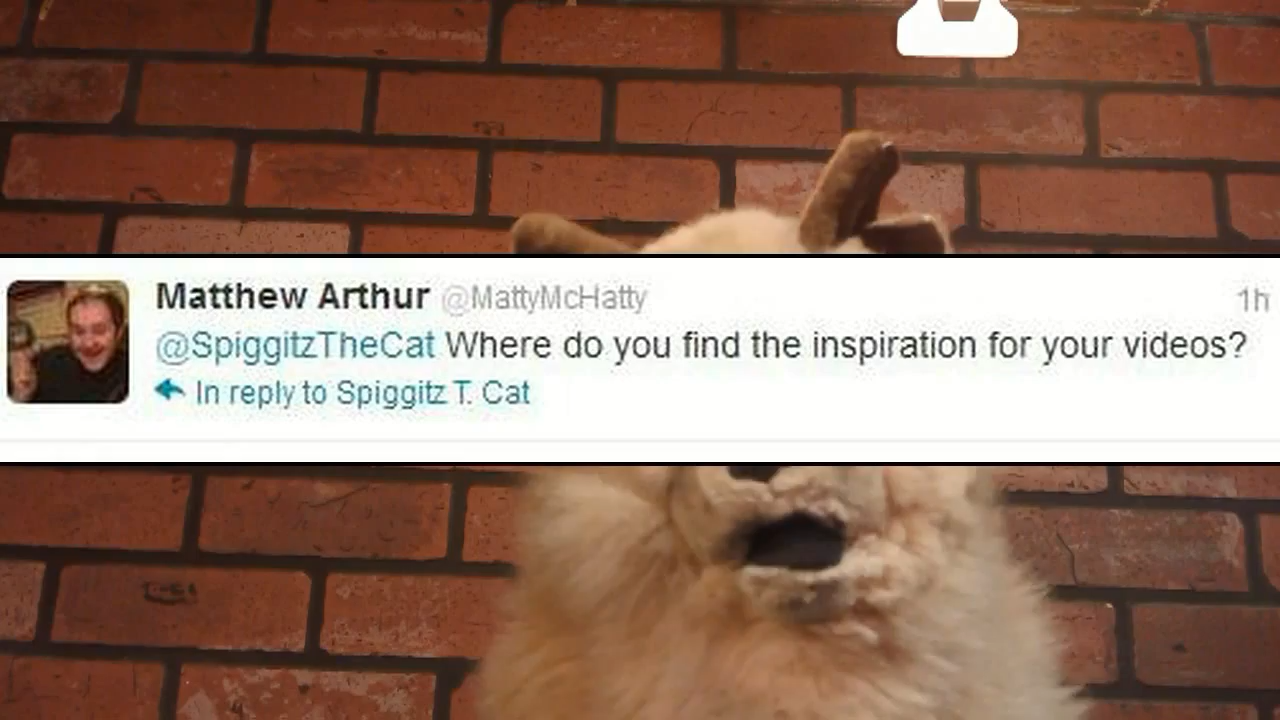 Matthew Arthur @MattyMcHatty 1h
@SpiggitzTheCat Where do you find the inspiration for your videos?
In reply to Spiggitz T. Cat